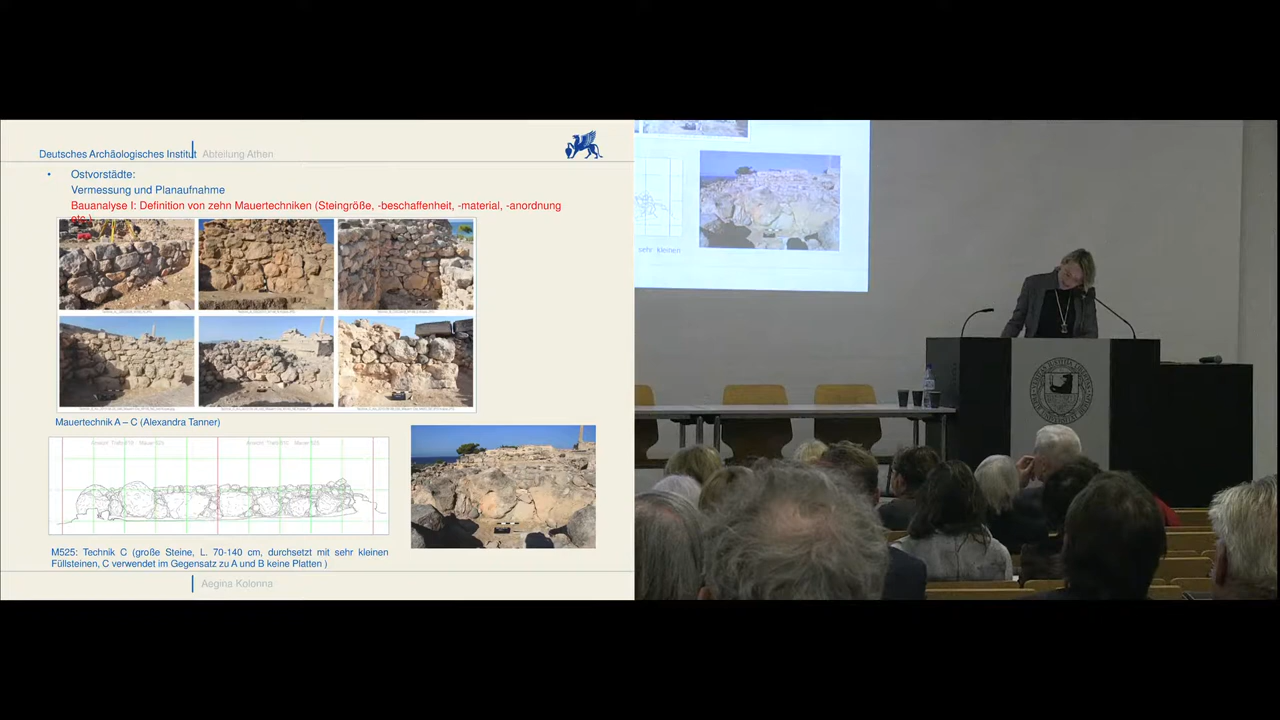 Deutsches Archäologisches Institut Abteilung Athen
• Ostvorstädte:
Vermessung und Planaufnahme
Bauanalyse I: Definition von zehn Mauertechniken (Steingröße, -beschaffenheit, -material, -anordnung
etc.)
Mauertechnik A – C (Alexandra Tanner)
M525: Technik C (große Steine, L. 70-140 cm, durchsetzt mit sehr kleinen
Füllsteinen, C verwendet im Gegensatz zu A und B keine Platten )
Aegina Kolonna
sehr kleinen